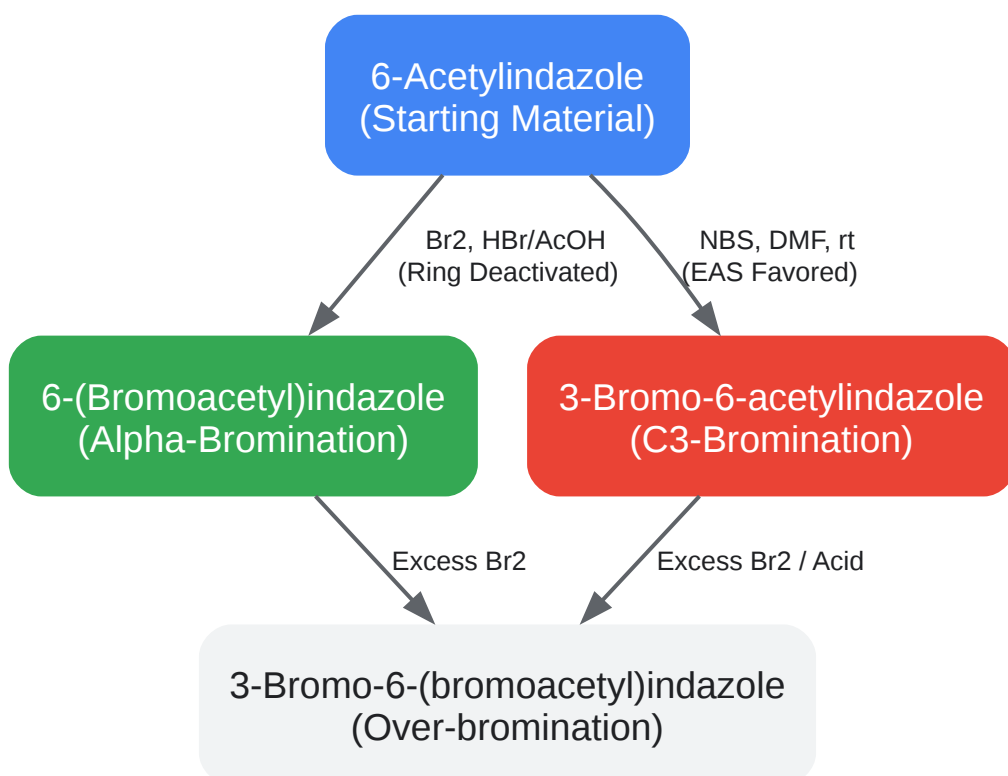 6-Acetylindazole
(Starting Material)
Br2, HBr/AcOH
(Ring Deactivated)
NBS, DMF, rt
(EAS Favored)
6-(Bromoacetyl)indazole
(Alpha-Bromination)
3-Bromo-6-acetylindazole
(C3-Bromination)
Excess Br2
Excess Br2 / Acid
3-Bromo-6-(bromoacetyl)indazole
(Over-bromination)